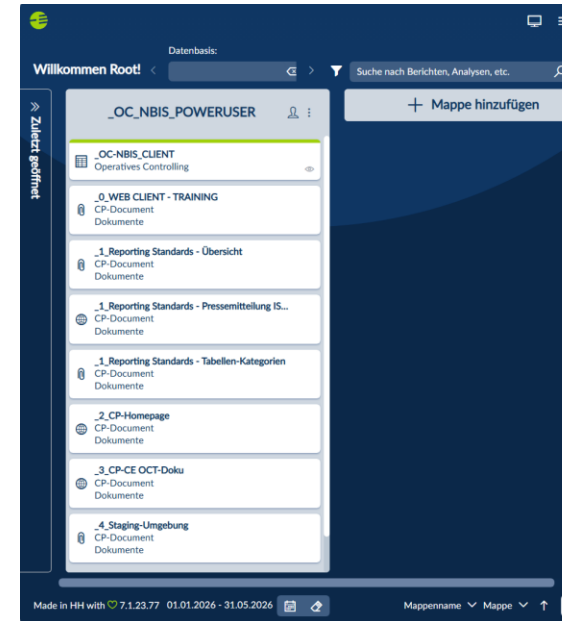 Datenbasis:
Willkommen Root!
Suche nach Berichten, Analysen, etc.
Zuletzt geöffnet
_OC_NBIS_POWERUSER
+ Mappe hinzufügen
_OC-NBIS_CLIENT
Operatives Controlling
_0_WEB CLIENT - TRAINING
CP-Document
Dokumente
_1_Reporting Standards - Übersicht
CP-Document
Dokumente
_1_Reporting Standards - Pressemitteilung IS...
CP-Document
Dokumente
_1_Reporting Standards - Tabellen-Kategorien
CP-Document
Dokumente
_2_CP-Homepage
CP-Document
Dokumente
_3_CP-CE OCT-Doku
CP-Document
Dokumente
_4_Staging-Umgebung
CP-Document
Dokumente
Made in HH with ♡ 7.1.23.77 01.01.2026 - 31.05.2026 Mappenname Mappe